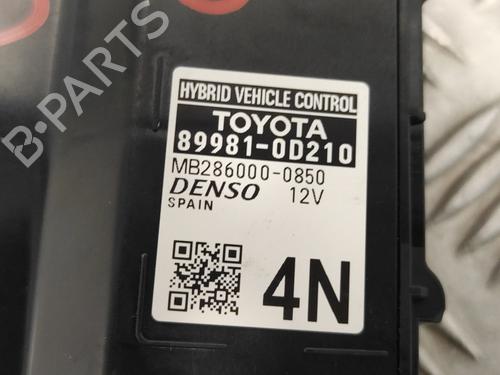 HYBRID VEHICLE CONTROL
TOYOTA
89981-0D210
MB286000-0850
DENSO 12V
SPAIN
4N
B-PARTS